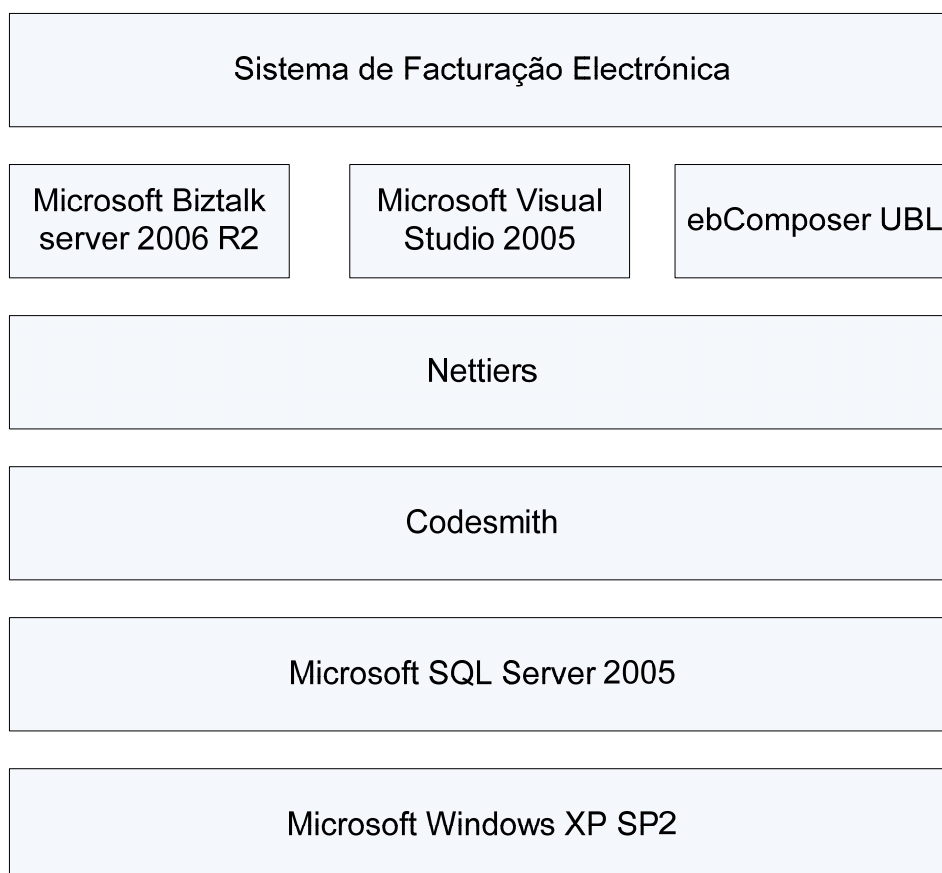 Sistema de Facturação Electrónica
Microsoft Biztalk
server 2006 R2
Microsoft Visual
Studio 2005
ebComposer UBL
Nettiers
Codesmith
Microsoft SQL Server 2005
Microsoft Windows XP SP2